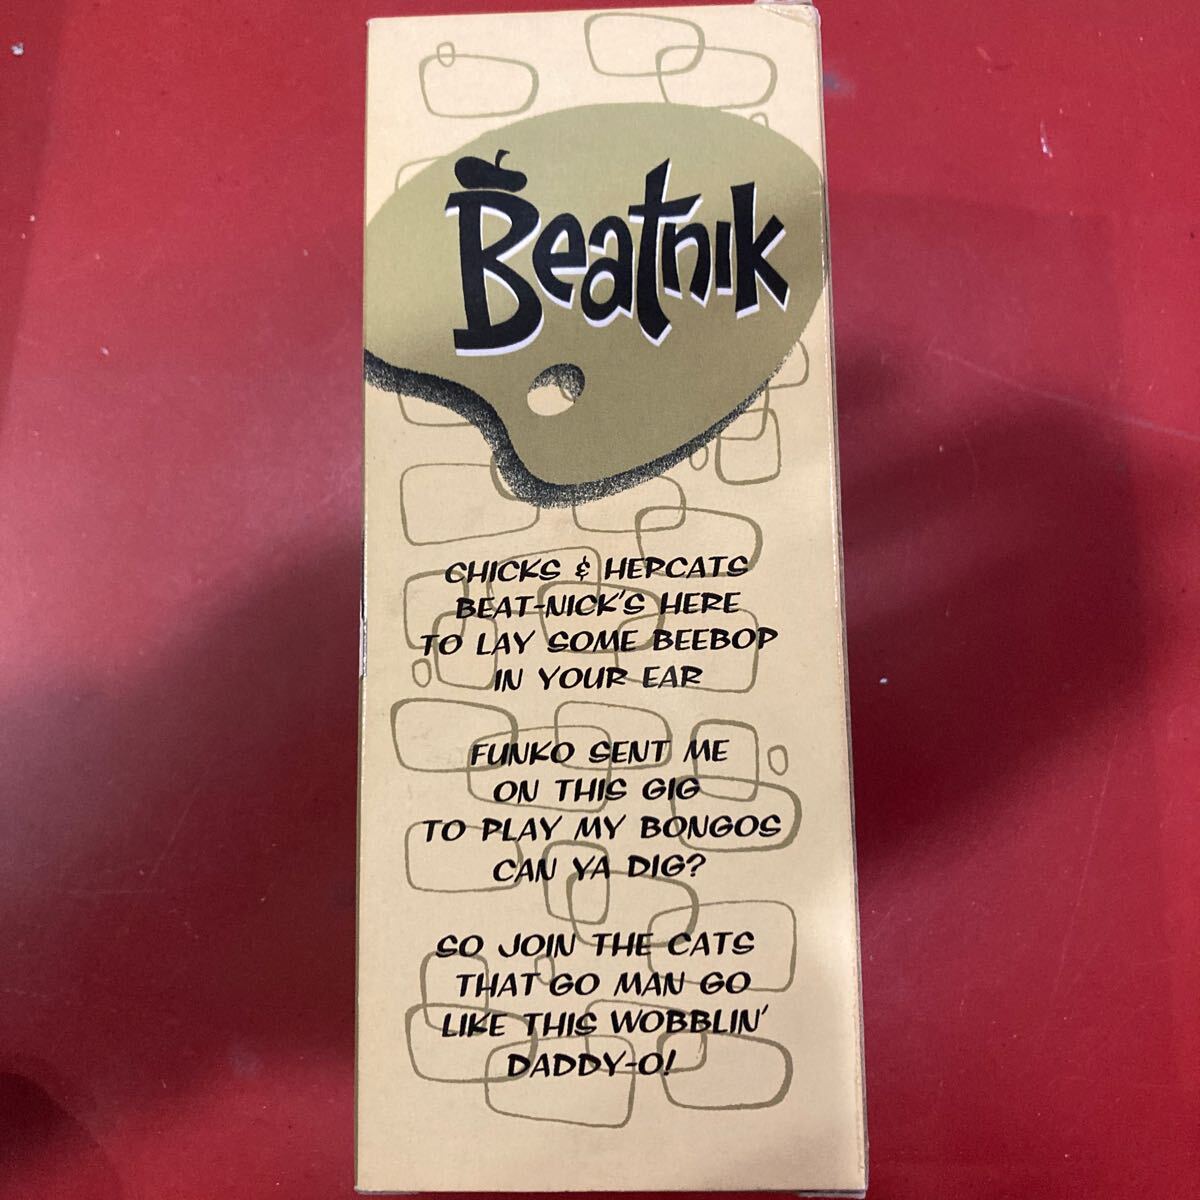 Beatnik
CHICKS & HEPCATS
BEAT-NICK'S HERE
TO LAY SOME BEEBOP
IN YOUR EAR
FUNKO SENT ME
ON THIS GIG
TO PLAY MY BONGOS
CAN YA DIG?
SO JOIN THE CATS
THAT GO MAN GO
LIKE THIS WOBBLIN'
DADDY-O!